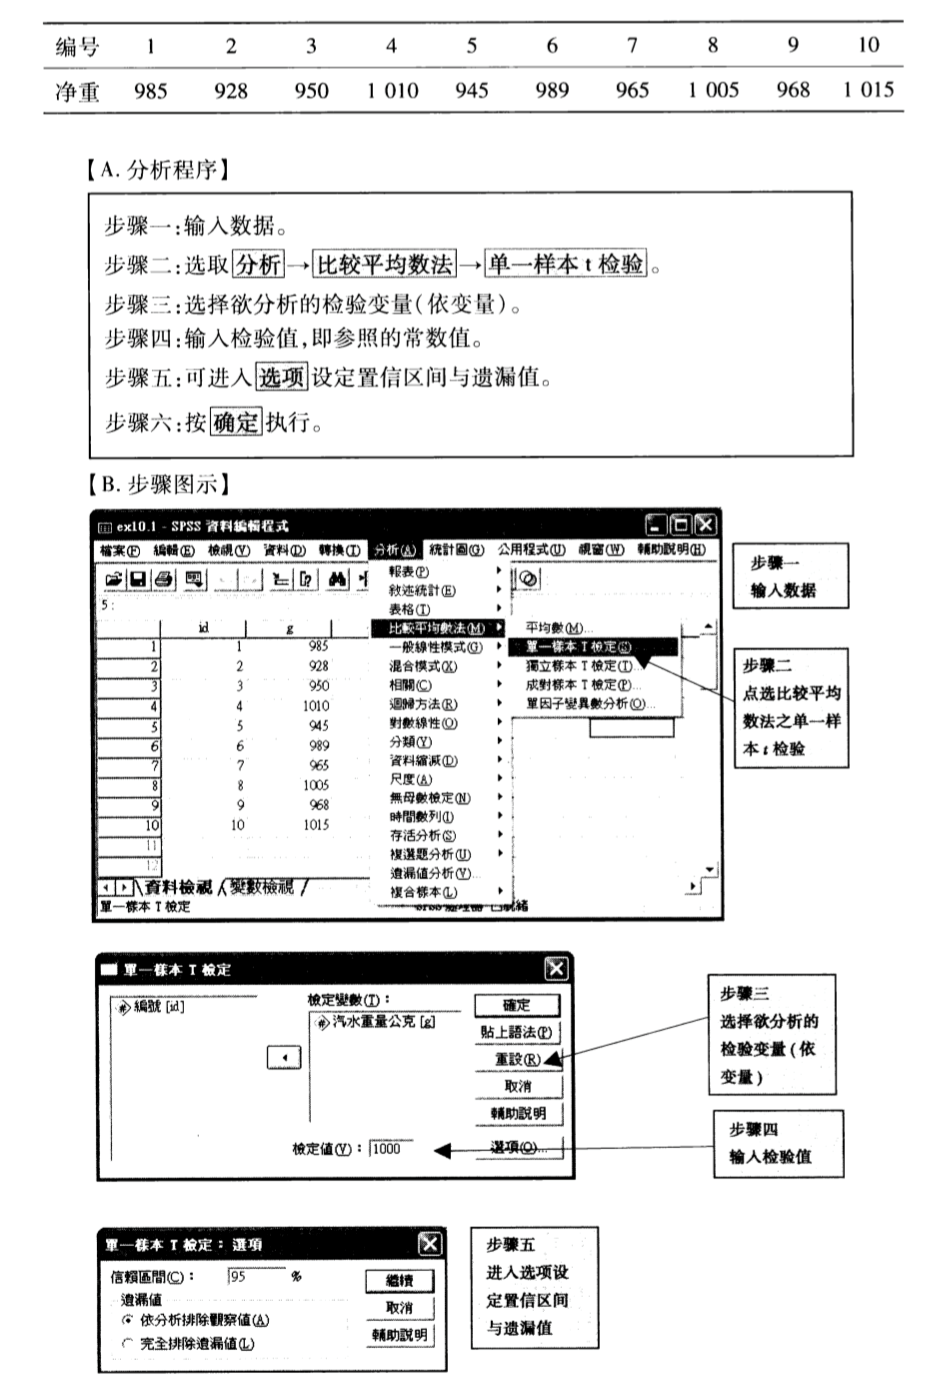 编号 1 2 3 4 5 6 7 8 9 10
净重 985 928 950 1 010 945 989 965 1 005 968 1 015
【A. 分析程序】
步骤一:输入数据。
步骤二:选取 分析 → 比较平均数法 → 单一样本 t 检验 。
步骤三:选择欲分析的检验变量(依变量)。
步骤四:输入检验值,即参照的常数值。
步骤五:可进入 选项 设定置信区间与遗漏值。
步骤六:按 确定 执行。
【B. 步骤图示】
ex10.1 - SPSS 資料編輯程式
檔案(F) 編輯(E) 檢視(V) 資料(D) 轉換(T) 分析(A) 統計圖(G) 公用程式(U) 視窗(W) 輔助說明(H)
5 :
id g
1 1 985
2 2 928
3 3 950
4 4 1010
5 5 945
6 6 989
7 7 965
8 8 1005
9 9 968
10 10 1015
11
12
報表(P)
敘述統計(E)
表格(T)
比較平均數法(M)
一般線性模式(G)
混合模式(X)
相關(C)
迴歸方法(R)
對數線性(O)
分類(Y)
資料縮減(D)
尺度(A)
無母數檢定(N)
時間數列(I)
存活分析(S)
複選題分析(U)
遺漏值分析(V)...
複合樣本(L)
平均數(M)...
單一樣本 T 檢定(S)...
獨立樣本 T 檢定(T)...
成對樣本 T 檢定(P)...
單因子變異數分析(O)...
資料檢視 變數檢視
單一樣本 T 檢定
步骤一
输入数据
步骤二
点选比较平均
数法之单一样
本 t 检验
單一樣本 T 檢定
編號 [id]
檢定變數(T)：
汽水重量公克 [g]
確定
貼上語法(P)
重設(R)
取消
輔助說明
檢定值(V)： 1000
選項(O)...
步骤三
选择欲分析的
检验变量(依
变量)
步骤四
输入检验值
單一樣本 T 檢定：選項
信賴區間(C)： 95 %
遺漏值
依分析排除觀察值(A)
完全排除遺漏值(L)
繼續
取消
輔助說明
步骤五
进入选项设
定置信区间
与遗漏值